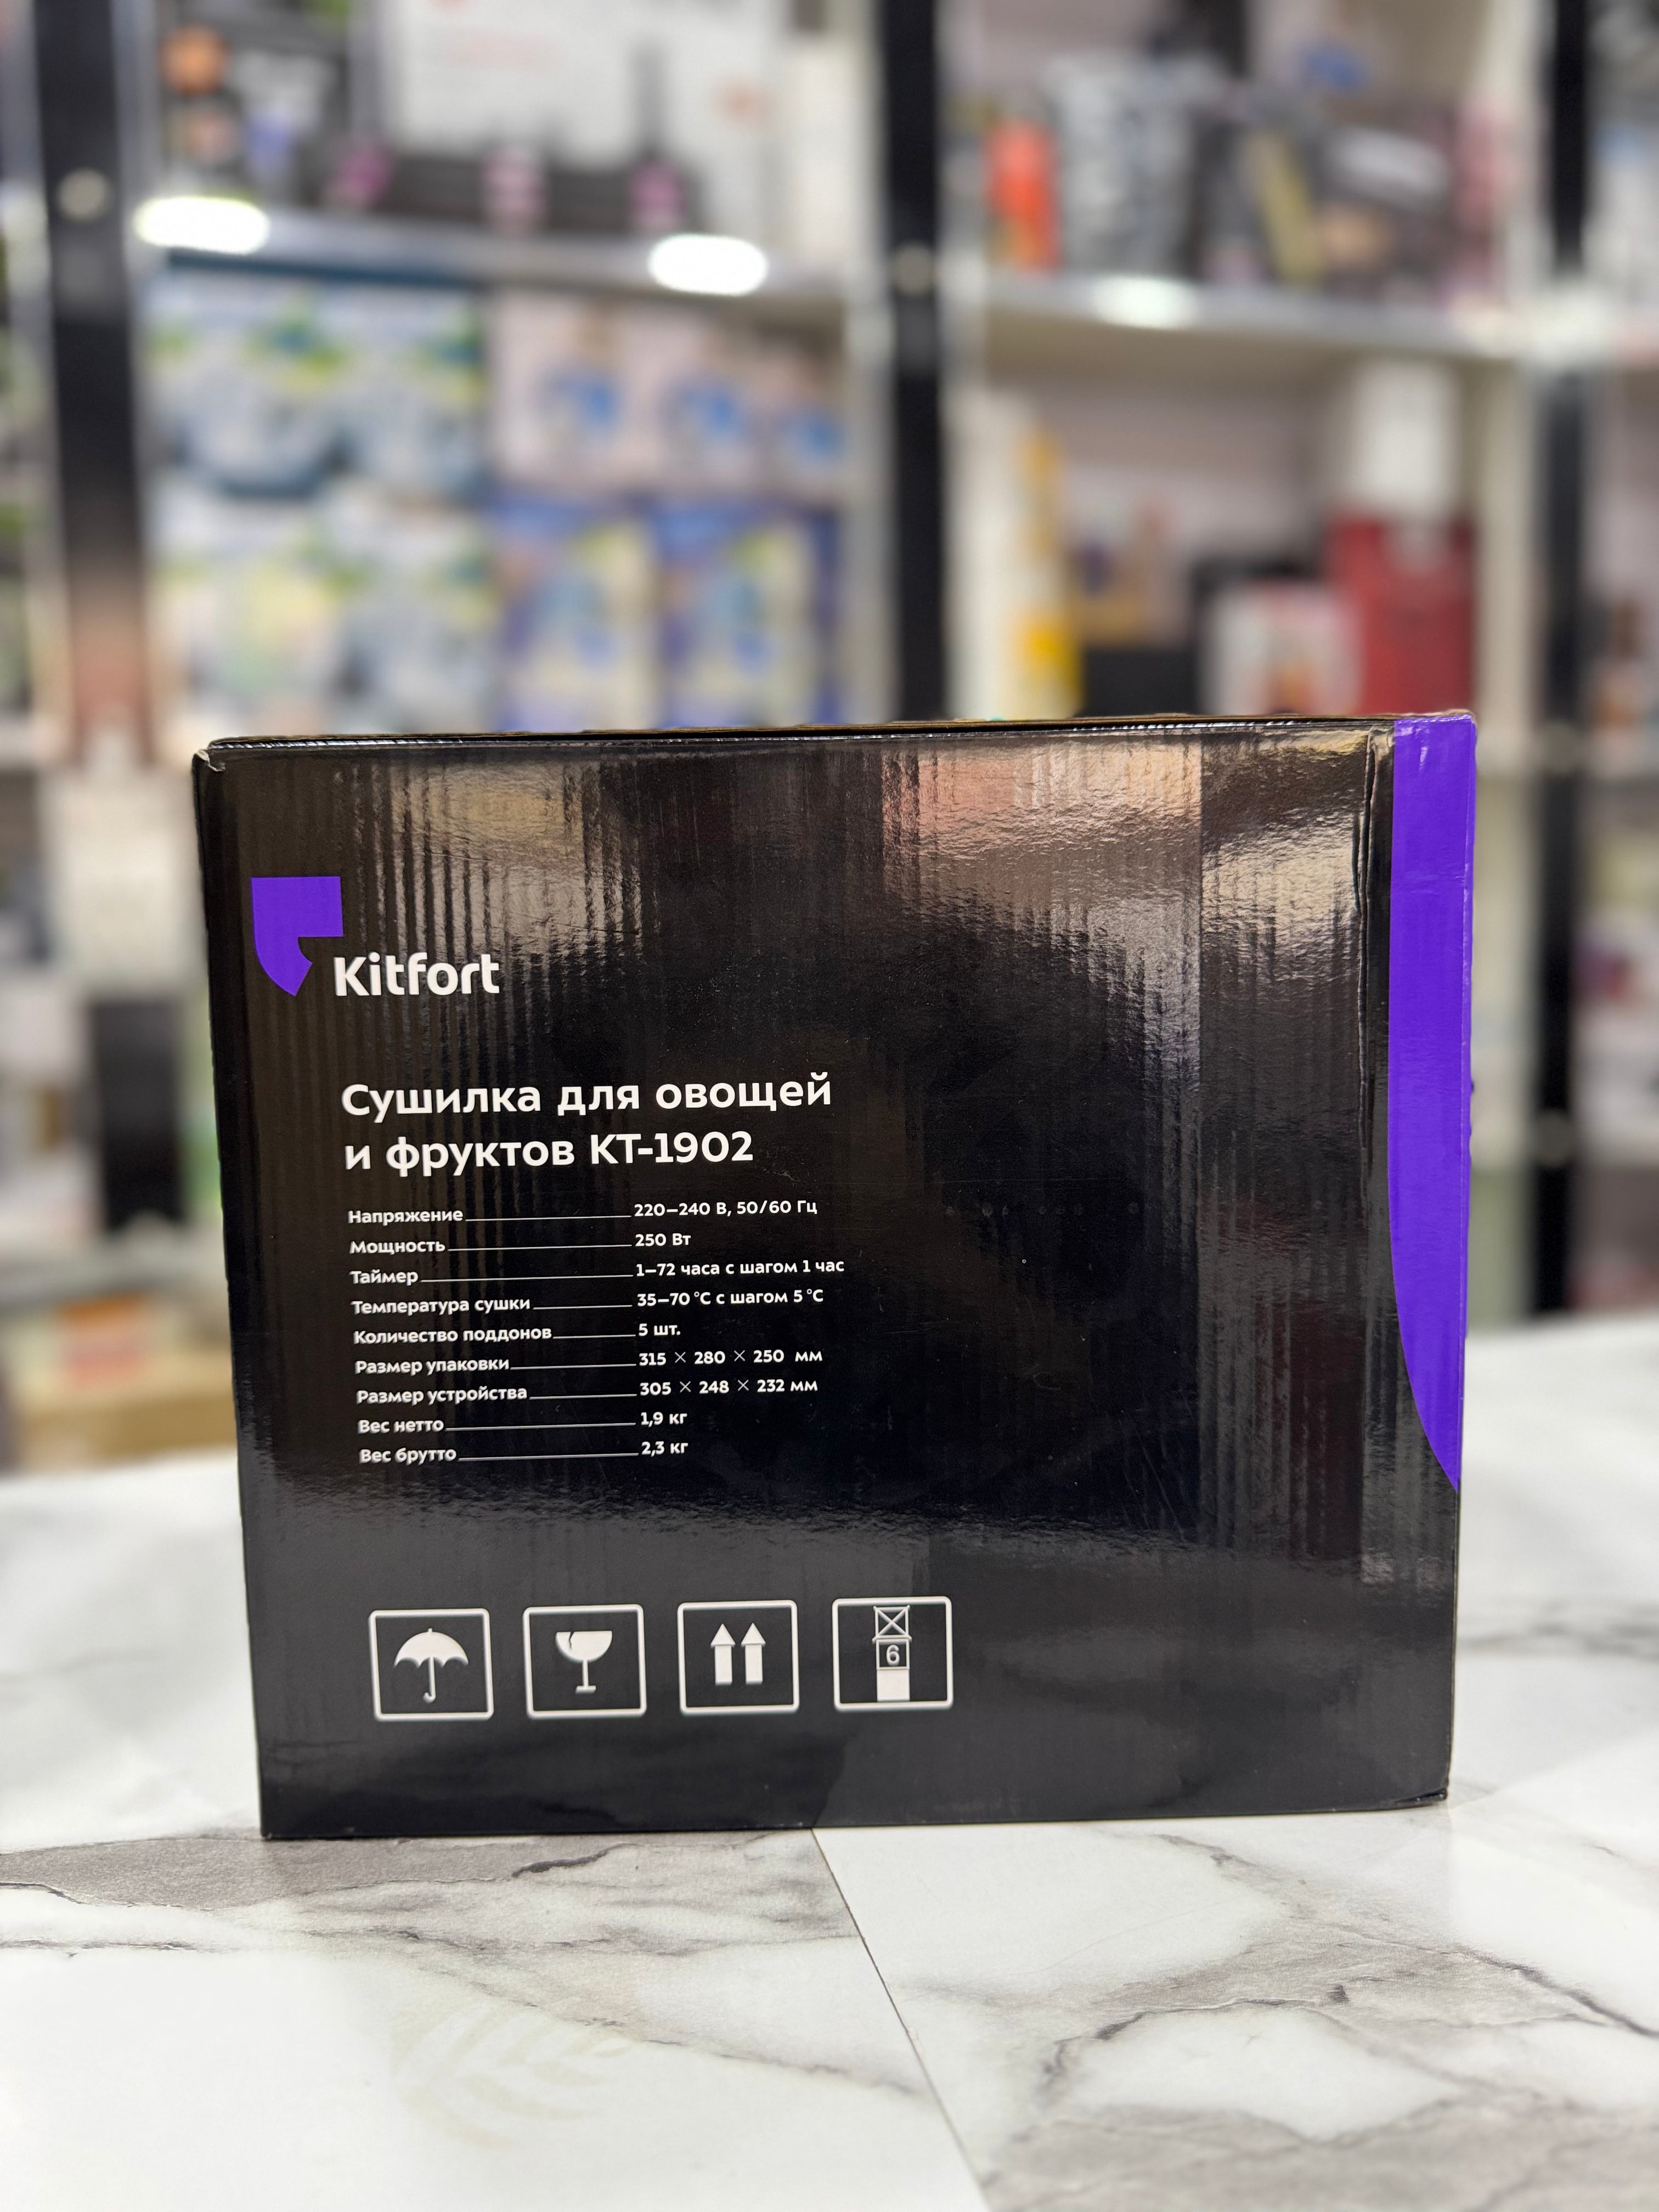 Kitfort
Сушилка для овощей
и фруктов КТ-1902
Напряжение 220–240 В, 50/60 Гц
Мощность 250 Вт
Таймер 1–72 часа с шагом 1 час
Температура сушки 35–70 °C с шагом 5 °C
Количество поддонов 5 шт.
Размер упаковки 315 × 280 × 250 мм
Размер устройства 305 × 248 × 232 мм
Вес нетто 1,9 кг
Вес брутто 2,3 кг
6